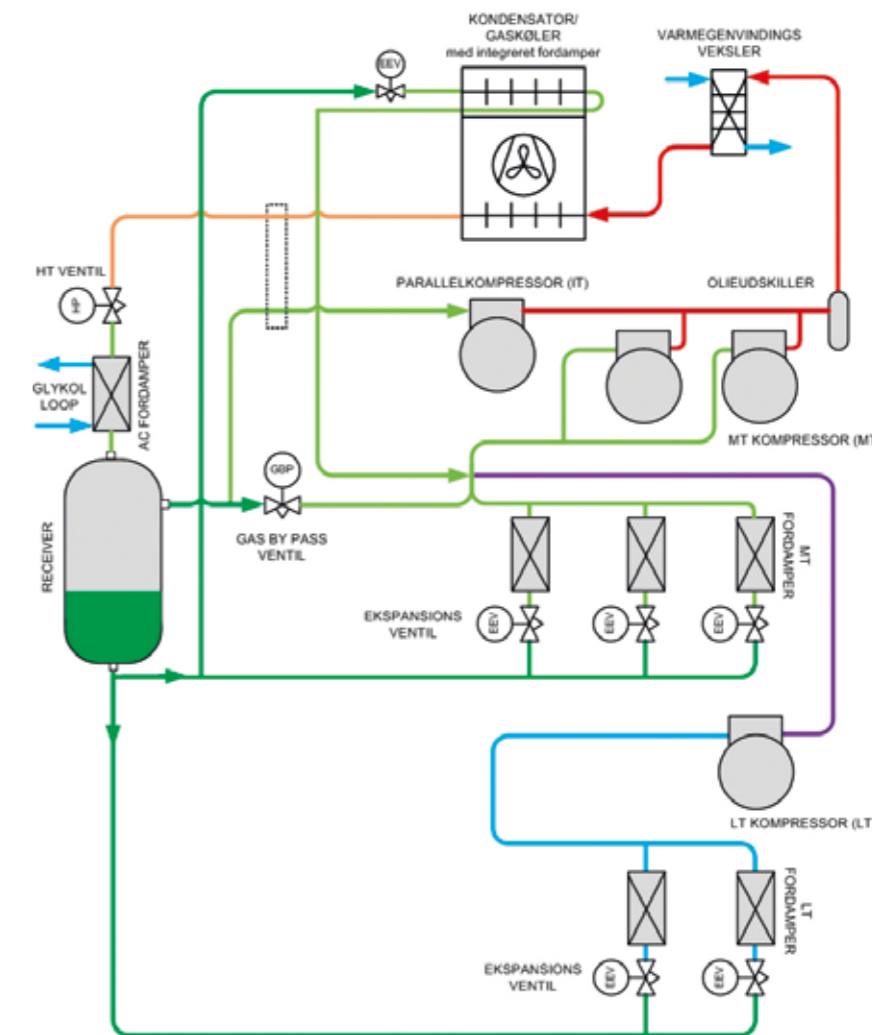 KONDENSATOR/
GASKØLER
med integreret fordamper
VARMEGENVINDINGS
VEKSLER
EEV
HT VENTIL
HP
PARALLELKOMPRESSOR (IT)
OLIEUDSKILLER
GLYKOL
LOOP
AC FORDAMPER
MT KOMPRESSOR (MT
GBP
GAS BY PASS
VENTIL
RECEIVER
MT
FORDAMPER
EKSPANSIONS
VENTIL
EEV
EEV
EEV
LT KOMPRESSOR (LT
LT
FORDAMPER
EKSPANSIONS
VENTIL
EEV
EEV